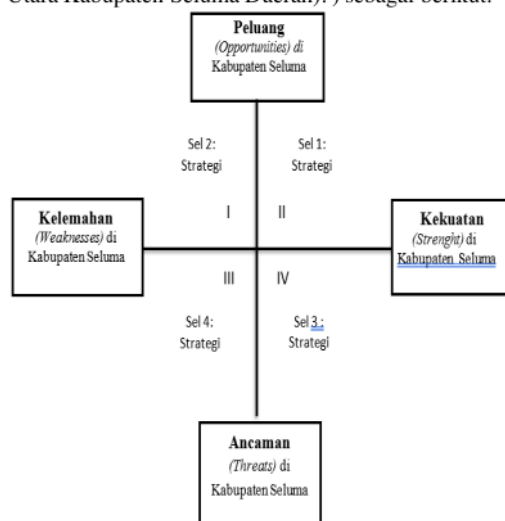 Utara Kabupaten Seluma Daerah). ) sebagai berikut:
Peluang
(Opportunities) di
Kabupaten Seluma
Sel 2:
Strategi
Sel 1:
Strategi
I
II
Kelemahan
(Weaknesses) di
Kabupaten Seluma
Kekuatan
(Strenght) di
Kabupaten Seluma
III
IV
Sel 4:
Strategi
Sel 3 :
Strategi
Ancaman
(Threats) di
Kabupaten Seluma